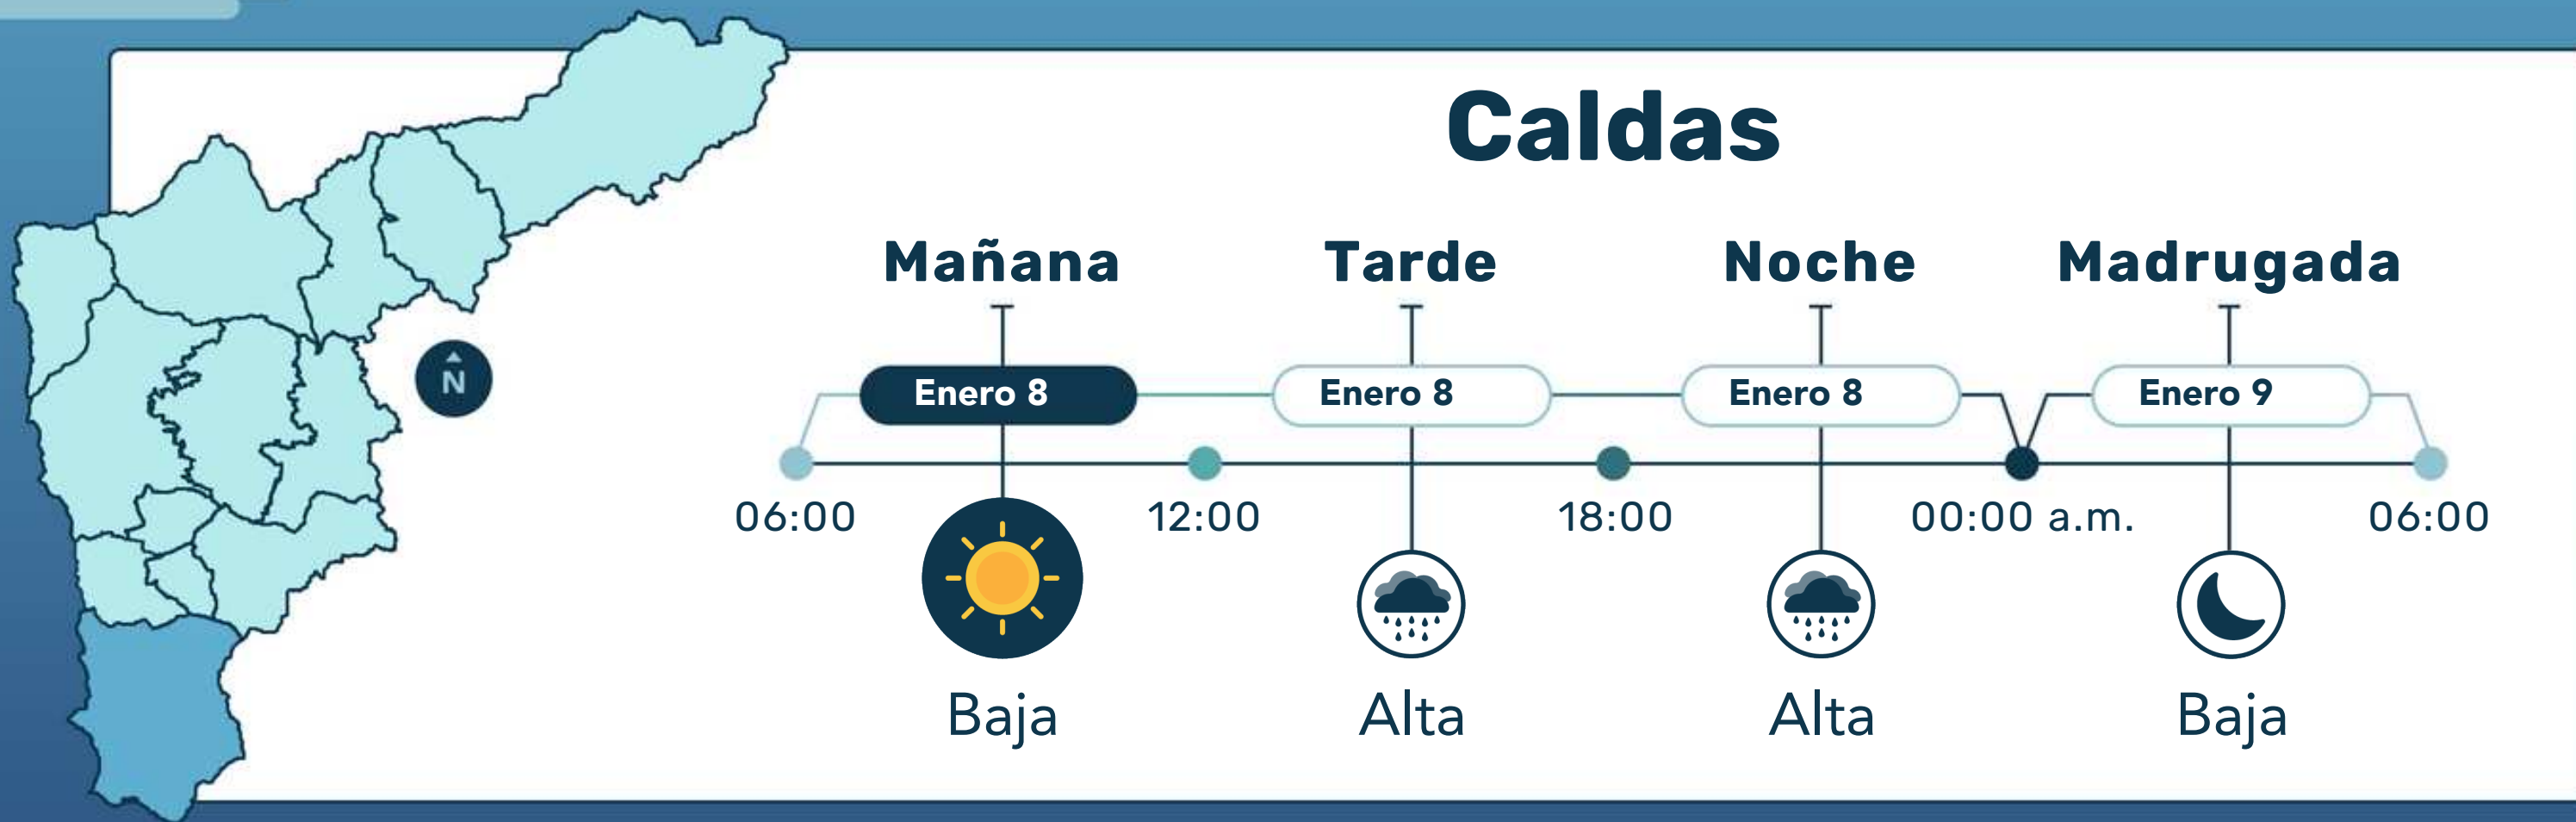 Caldas
Mañana Tarde Noche Madrugada
N
Enero 8 Enero 8 Enero 8 Enero 9
06:00 12:00 18:00 00:00 a.m. 06:00
Baja Alta Alta Baja